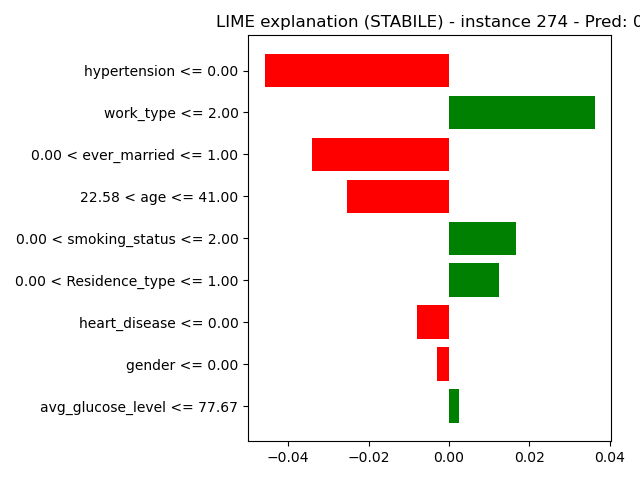 LIME explanation (STABILE) - instance 274 - Pred: 0
hypertension <= 0.00
work_type <= 2.00
0.00 < ever_married <= 1.00
22.58 < age <= 41.00
0.00 < smoking_status <= 2.00
0.00 < Residence_type <= 1.00
heart_disease <= 0.00
gender <= 0.00
avg_glucose_level <= 77.67
−0.04 −0.02 0.00 0.02 0.04